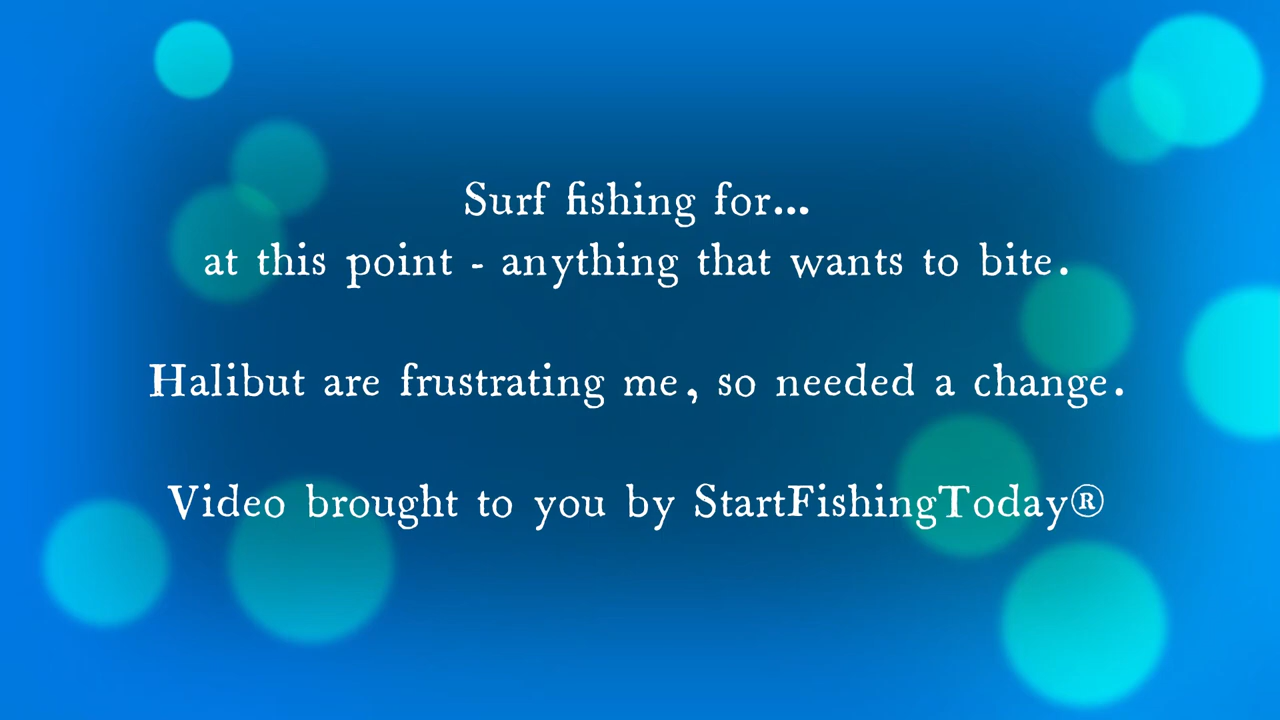 Surf fishing for...
at this point - anything that wants to bite.
Halibut are frustrating me, so needed a change.
Video brought to you by StartFishingToday®